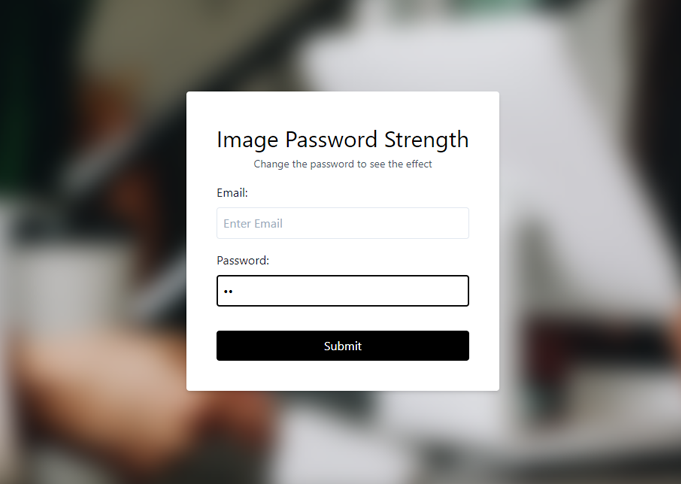 Image Password Strength
Change the password to see the effect
Email:
Enter Email
Password:
••
Submit